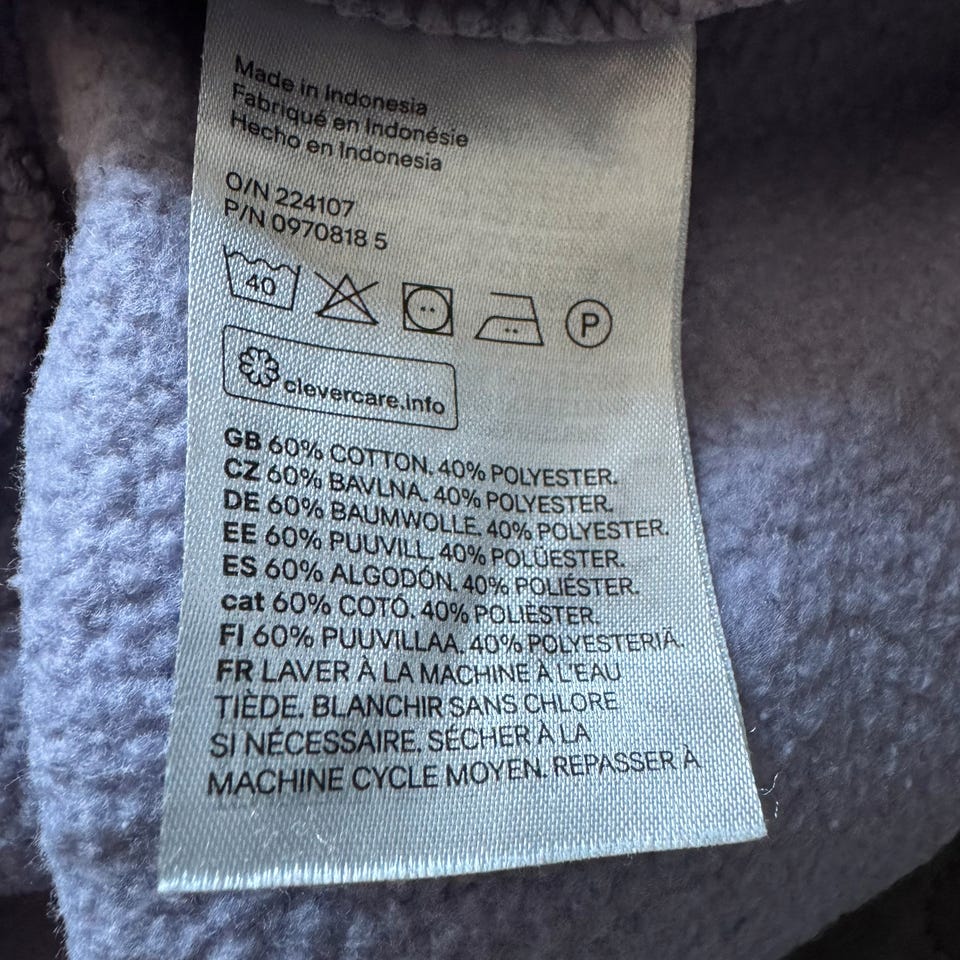 Made in Indonesia
Fabriqué en Indonésie
Hecho en Indonesia
O/N 224107
P/N 0970818 5
40 P
clevercare.info
GB 60% COTTON. 40% POLYESTER.
CZ 60% BAVLNA. 40% POLYESTER.
DE 60% BAUMWOLLE. 40% POLYESTER.
EE 60% PUUVILL. 40% POLÜESTER.
ES 60% ALGODÓN. 40% POLIÉSTER.
cat 60% COTÓ. 40% POLIÈSTER.
FI 60% PUUVILLAA. 40% POLYESTERIÄ.
FR LAVER À LA MACHINE À L'EAU
TIÈDE. BLANCHIR SANS CHLORE
SI NÉCESSAIRE. SÉCHER À LA
MACHINE CYCLE MOYEN. REPASSER À